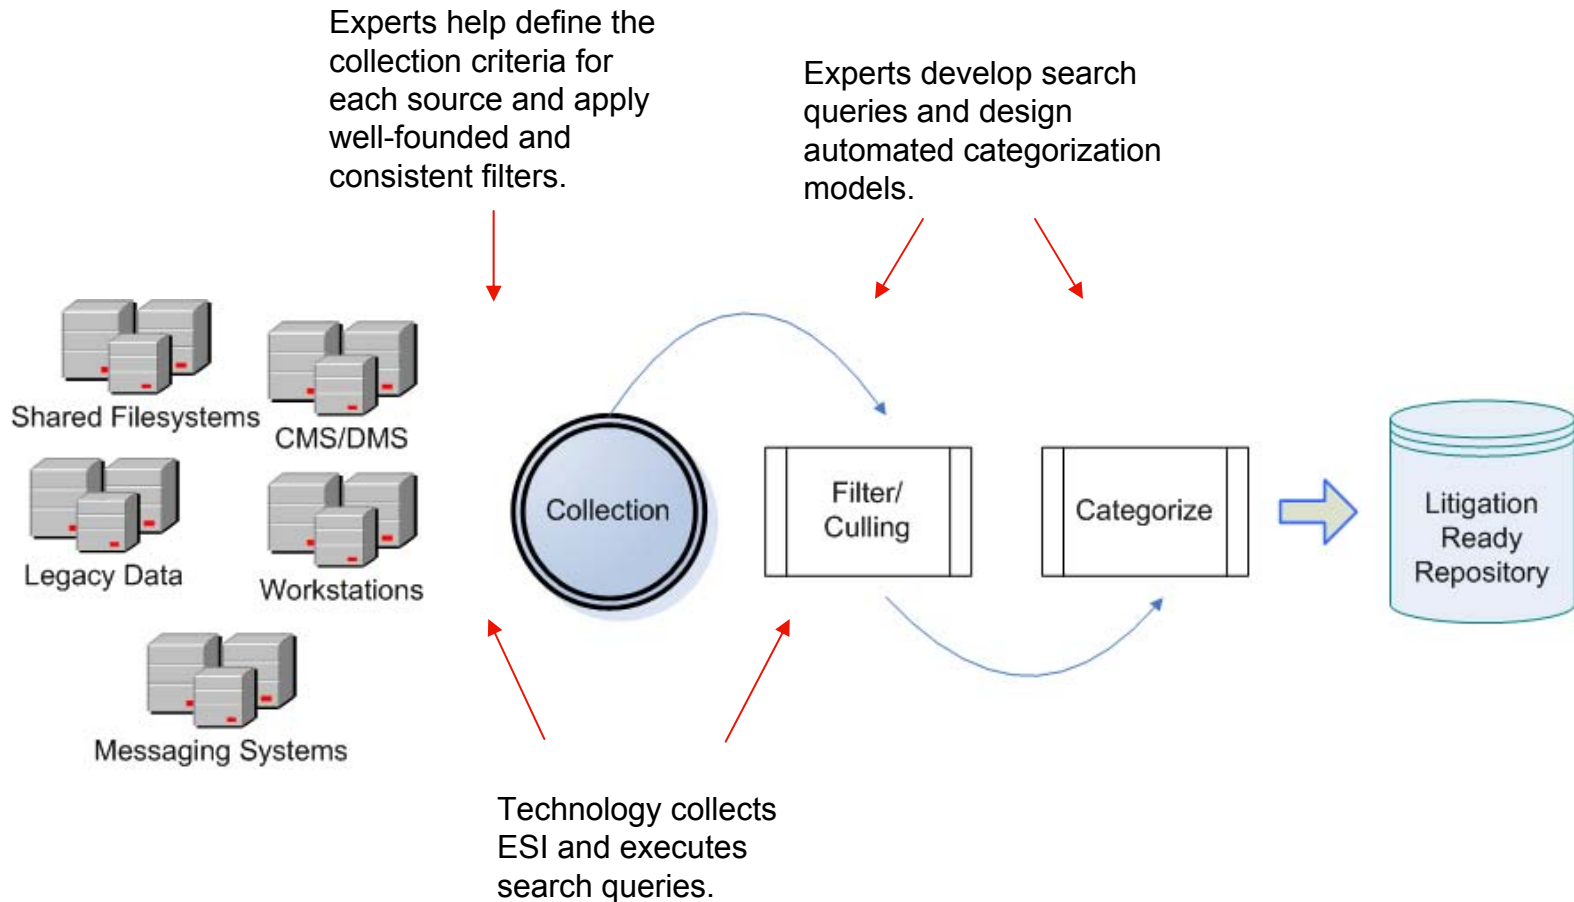 Experts help define the
collection criteria for
each source and apply
well-founded and
consistent filters.
Experts develop search
queries and design
automated categorization
models.
Shared Filesystems
CMS/DMS
Legacy Data
Workstations
Messaging Systems
Collection
Filter/
Culling
Categorize
Litigation
Ready
Repository
Technology collects
ESI and executes
search queries.